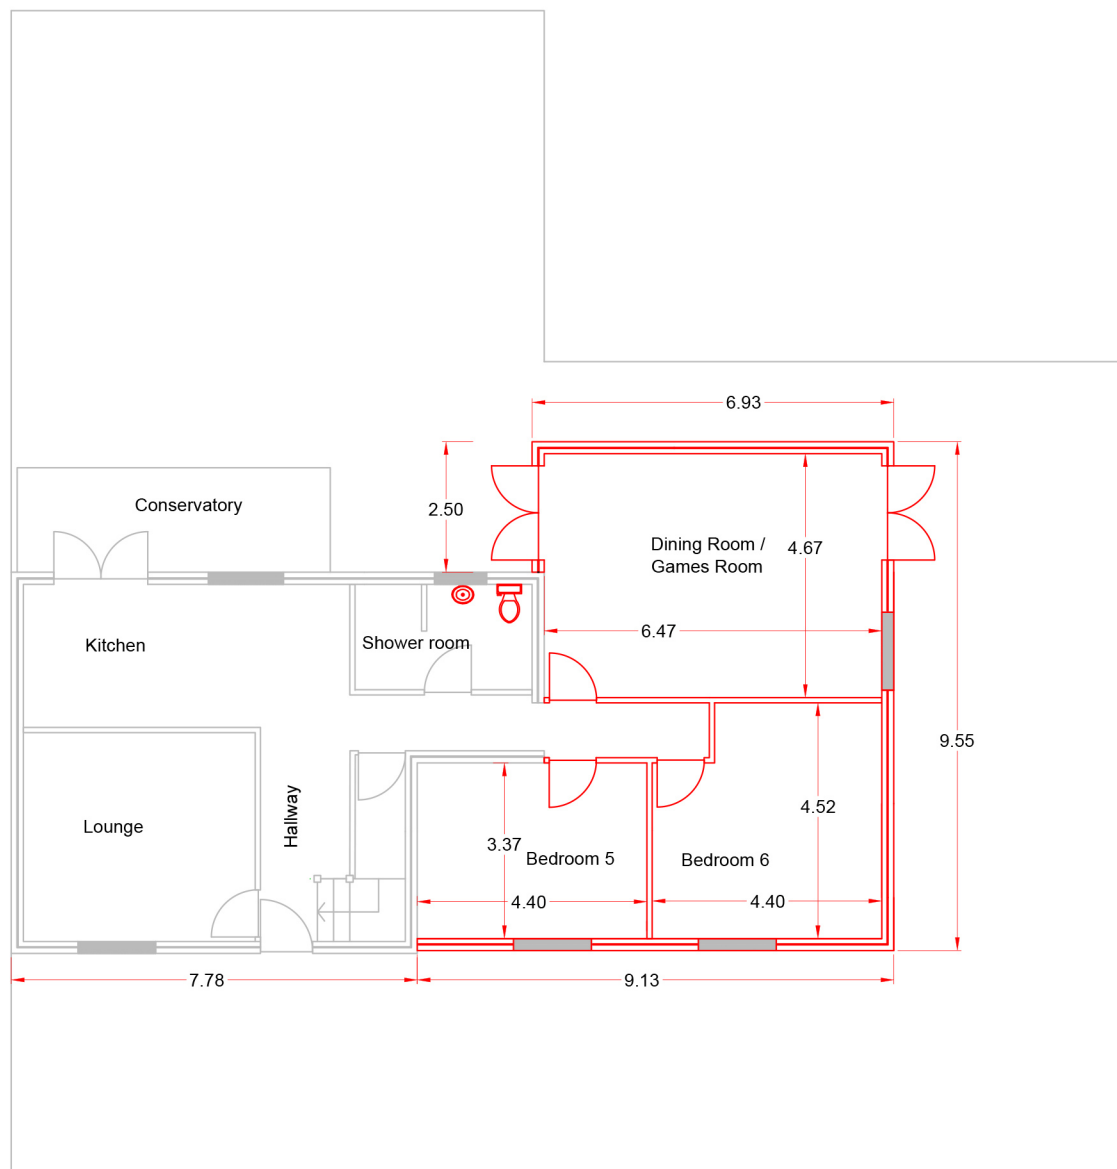 6.93
Conservatory
2.50
Dining Room /
Games Room
4.67
Kitchen
Shower room
6.47
9.55
Lounge
Hallway
3.37
Bedroom 5
4.40
Bedroom 6
4.52
4.40
7.78
9.13